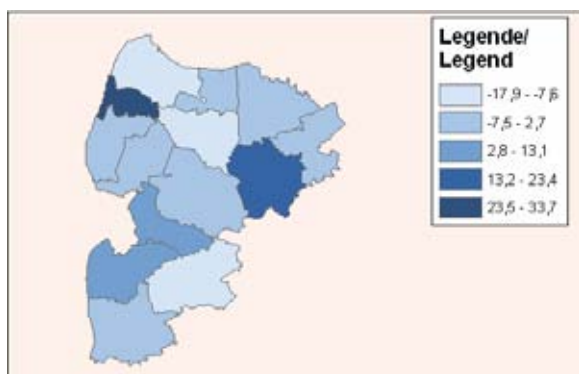 Legende/
Legend
-17,9 - -7,6
-7,5 - 2,7
2,8 - 13,1
13,2 - 23,4
23,5 - 33,7